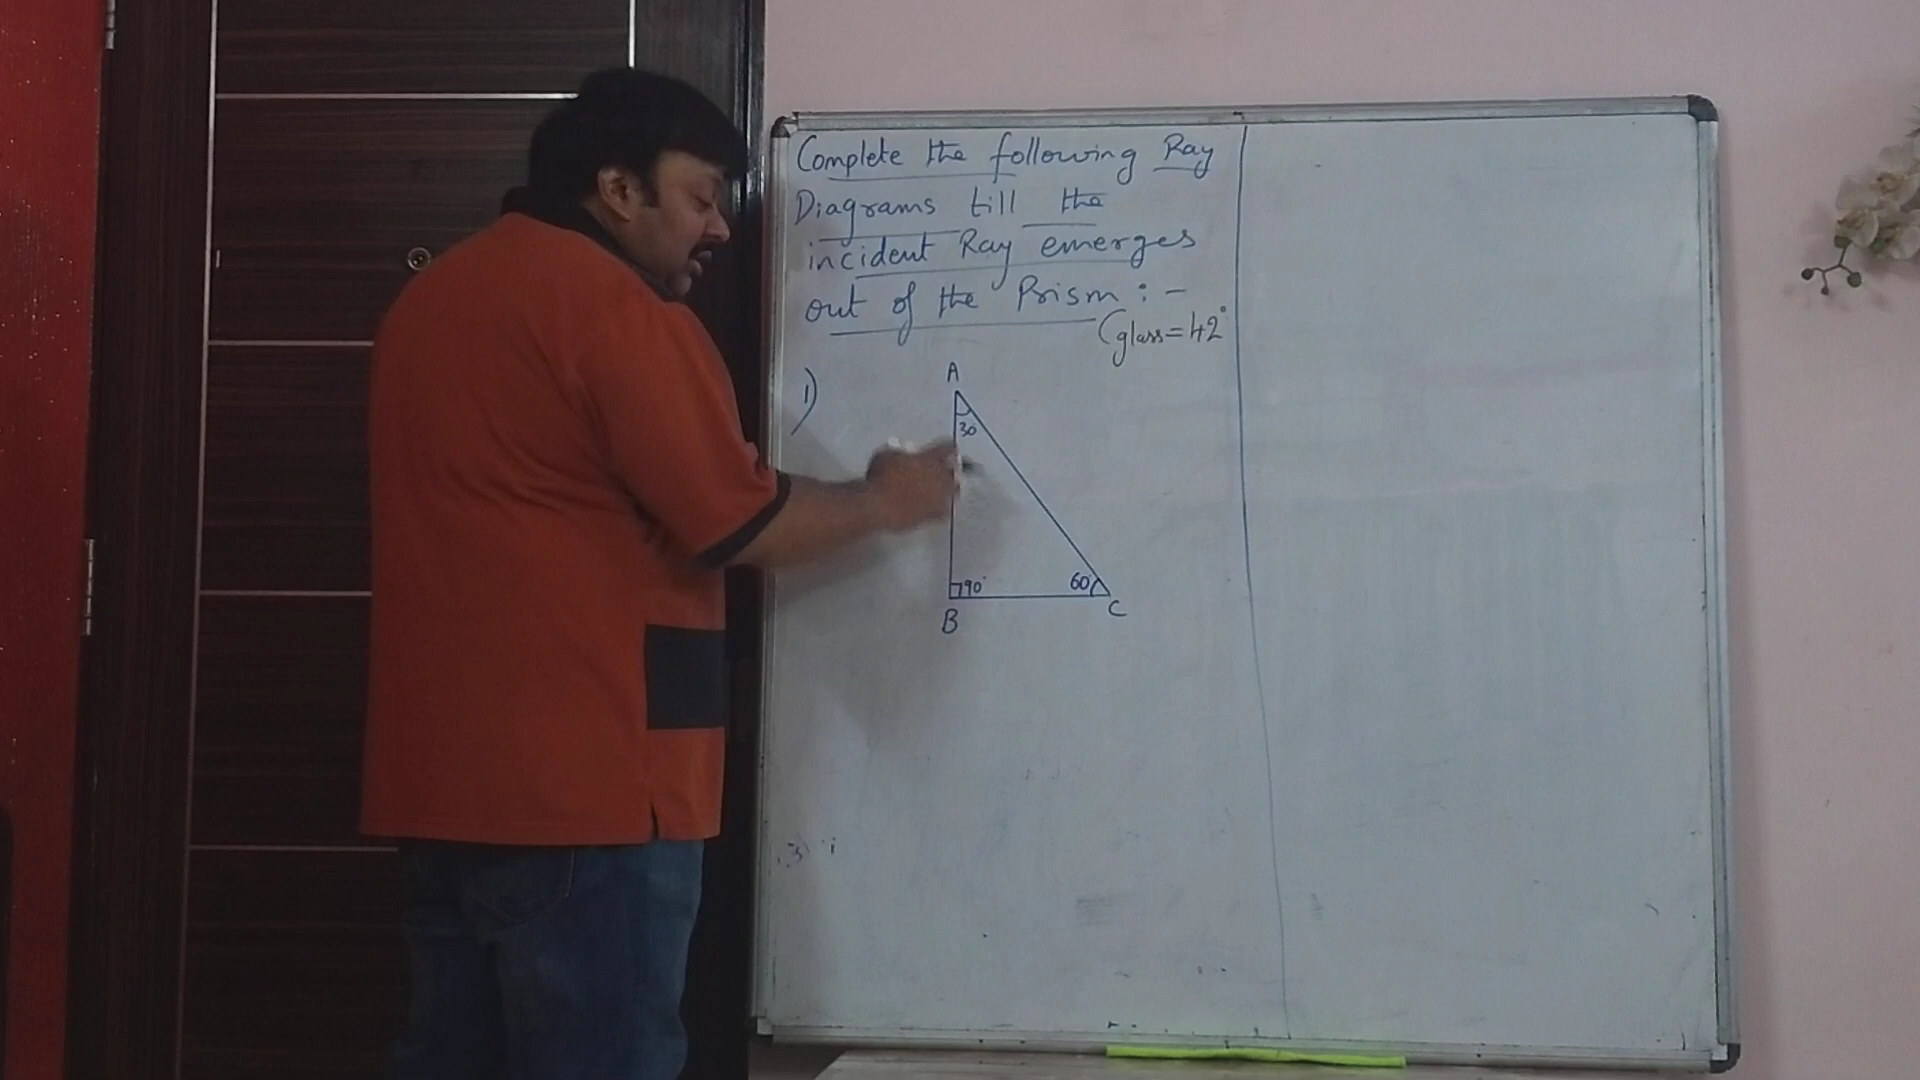 Complete the following Ray
Diagrams till the
incident Ray emerges
out of the Prism : -
Cglass = 42°
1)
A
30
90°
60°
B
C